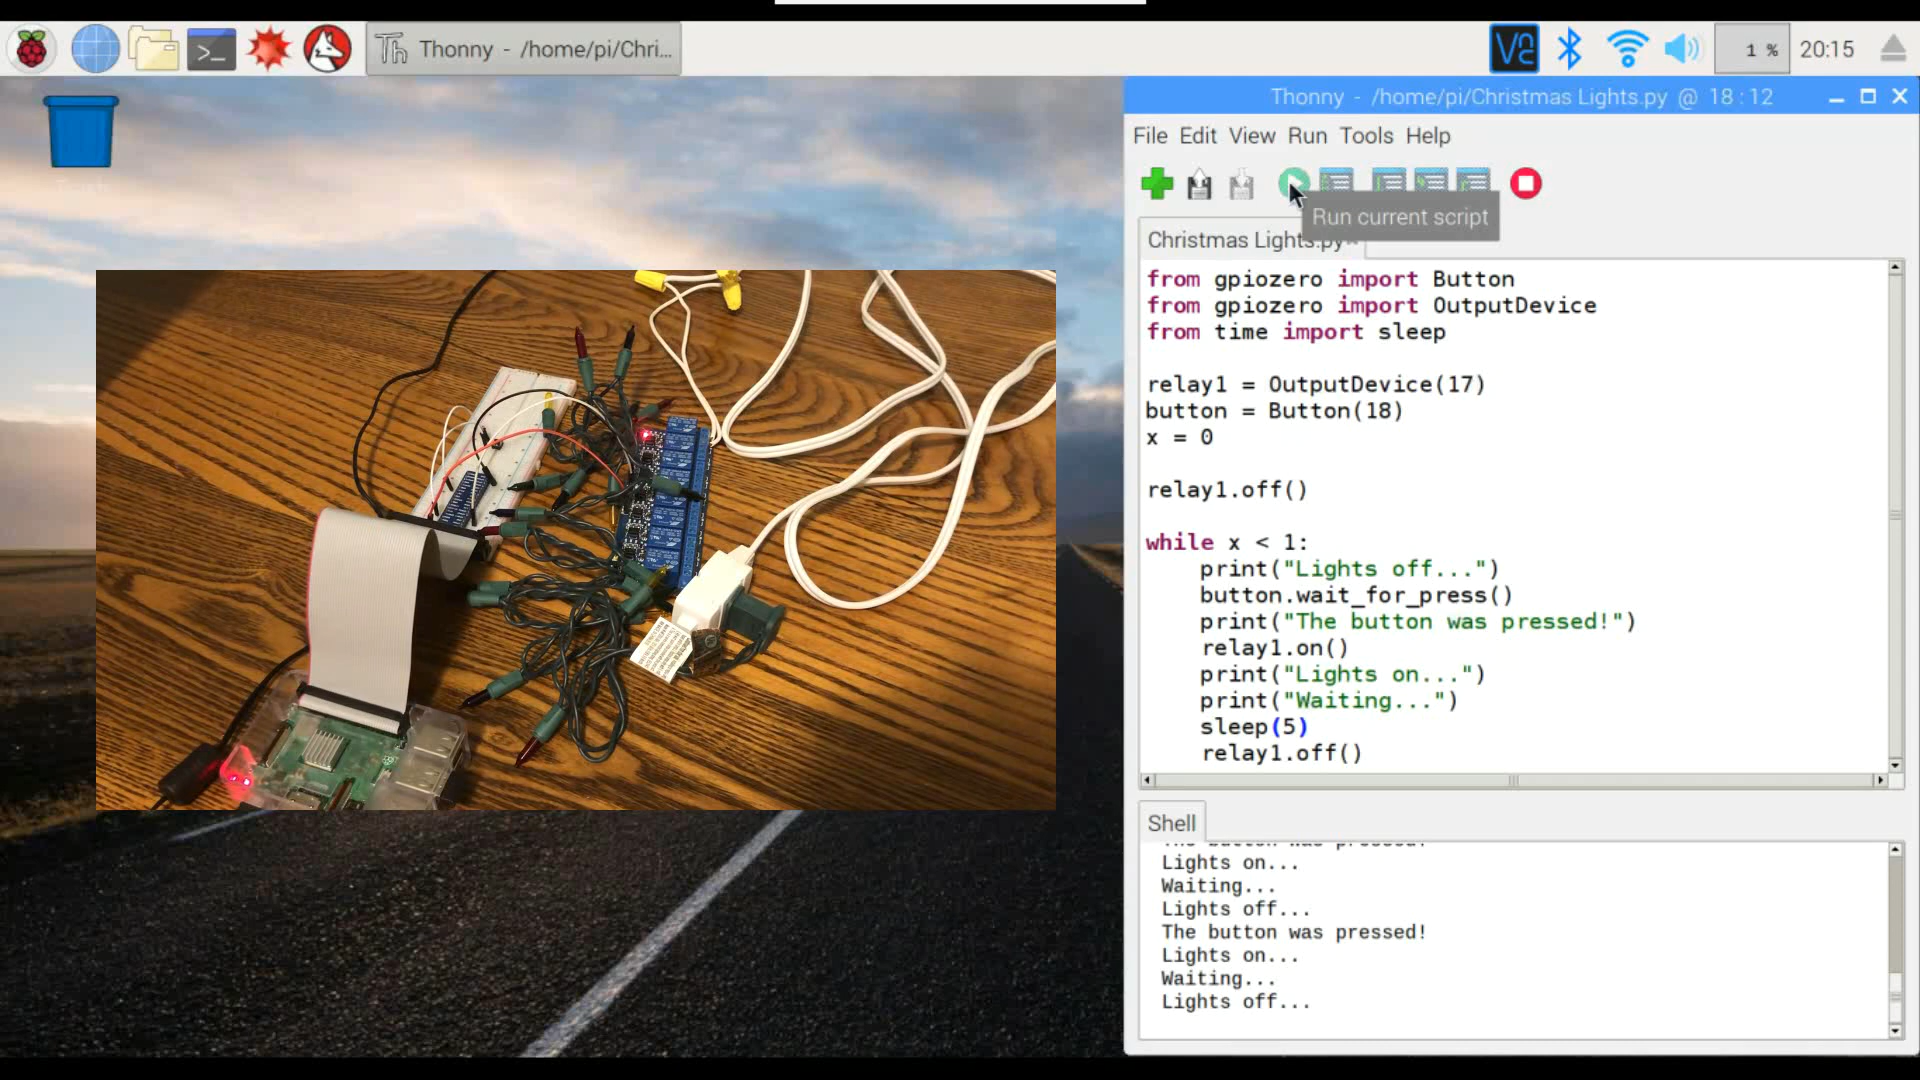 Thonny - /home/pi/Chri...
1 %
20:15
Thonny - /home/pi/Christmas Lights.py @ 18:12
File Edit View Run Tools Help
Run current script
Christmas Lights.py
from gpiozero import Button
from gpiozero import OutputDevice
from time import sleep
relay1 = OutputDevice(17)
button = Button(18)
x = 0
relay1.off()
while x < 1:
print("Lights off...")
button.wait_for_press()
print("The button was pressed!")
relay1.on()
print("Lights on...")
print("Waiting...")
sleep(5)
relay1.off()
Shell
The button was pressed!
Lights on...
Waiting...
Lights off...
The button was pressed!
Lights on...
Waiting...
Lights off...